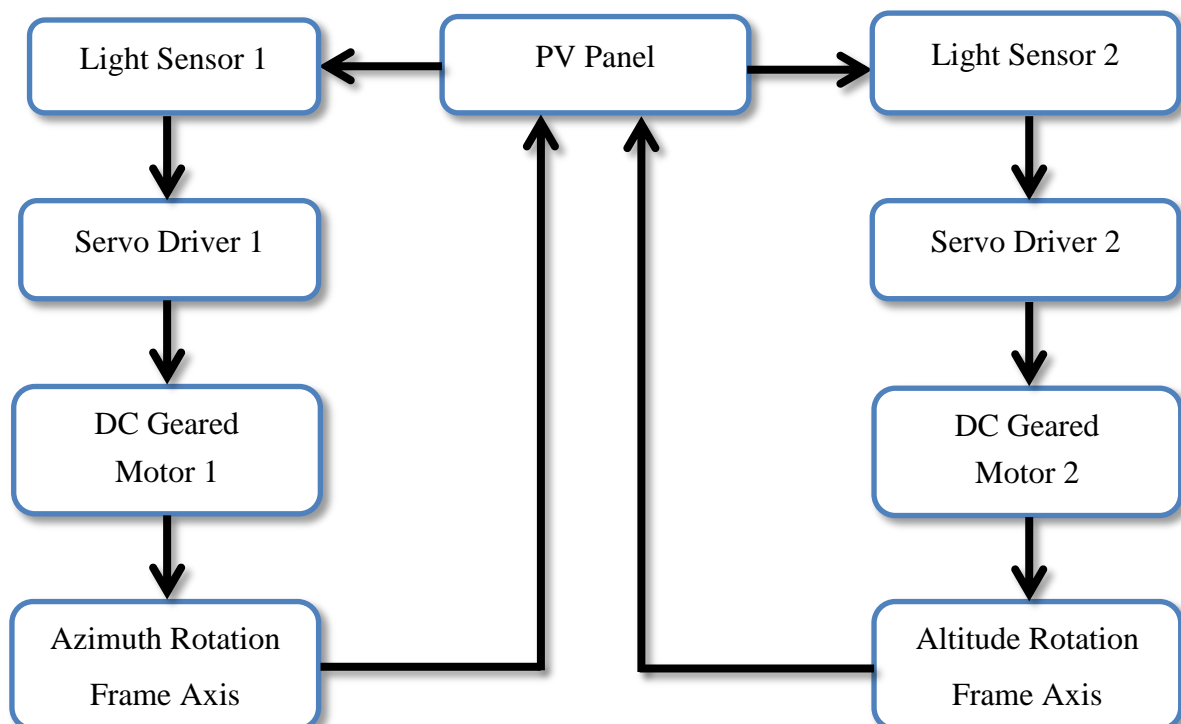 Light Sensor 1
PV Panel
Light Sensor 2
Servo Driver 1
Servo Driver 2
DC Geared
Motor 1
DC Geared
Motor 2
Azimuth Rotation
Frame Axis
Altitude Rotation
Frame Axis